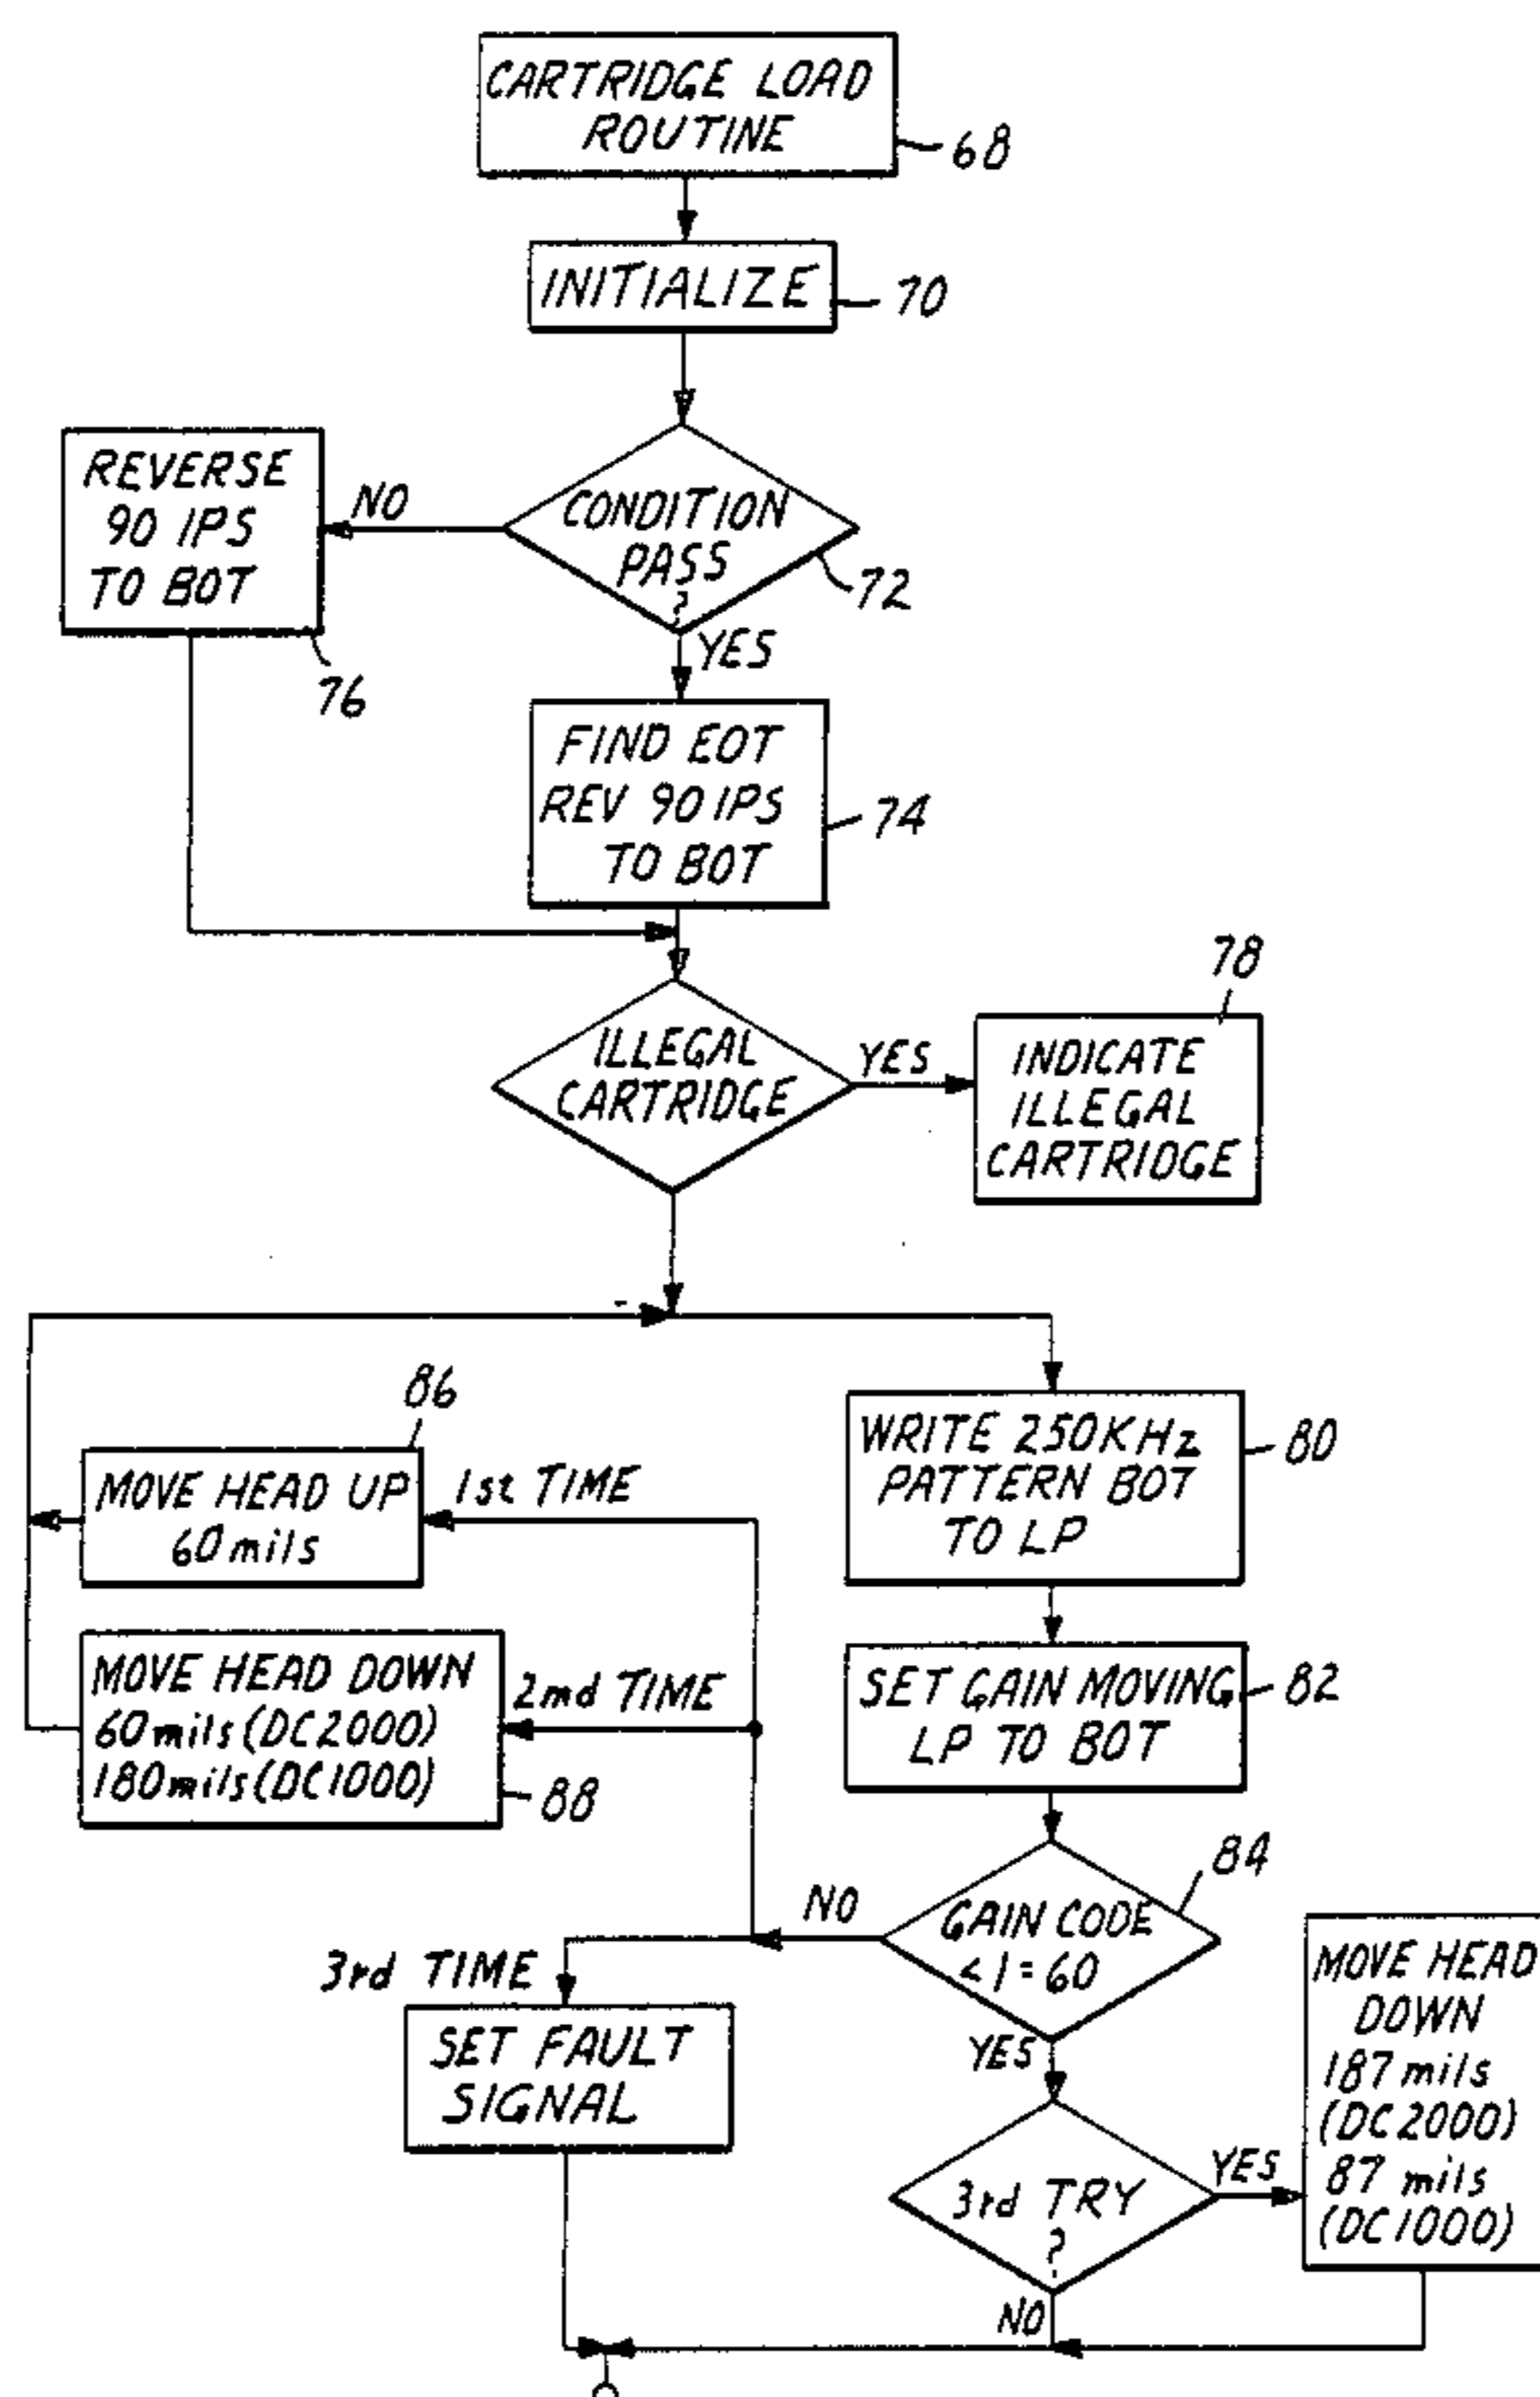 CARTRIDGE LOAD
ROUTINE
68
INITIALIZE
70
CONDITION
PASS
?
72
NO
REVERSE
90 IPS
TO BOT
76
YES
FIND EOT
REV 90 IPS
TO BOT
74
ILLEGAL
CARTRIDGE
YES
78
INDICATE
ILLEGAL
CARTRIDGE
86
MOVE HEAD UP
60 mils
1st TIME
WRITE 250KHz
PATTERN BOT
TO LP
80
MOVE HEAD DOWN
60 mils (DC2000)
180 mils (DC1000)
88
2nd TIME
SET GAIN MOVING
LP TO BOT
82
84
GAIN CODE
<1=60
NO
3rd TIME
SET FAULT
SIGNAL
YES
3rd TRY
?
YES
MOVE HEAD
DOWN
187 mils
(DC2000)
87 mils
(DC1000)
NO